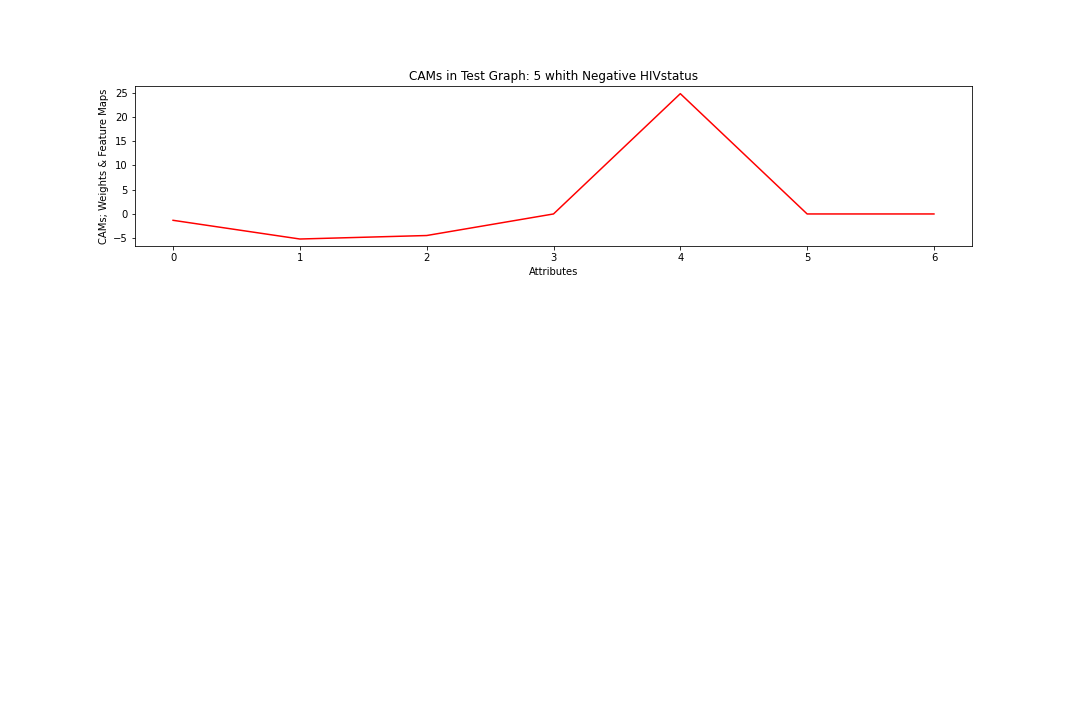 CAMs in Test Graph: 5 whith Negative HIVstatus
CAMs; Weights & Feature Maps
25
20
15
10
5
0
−5
0 1 2 3 4 5 6
Attributes